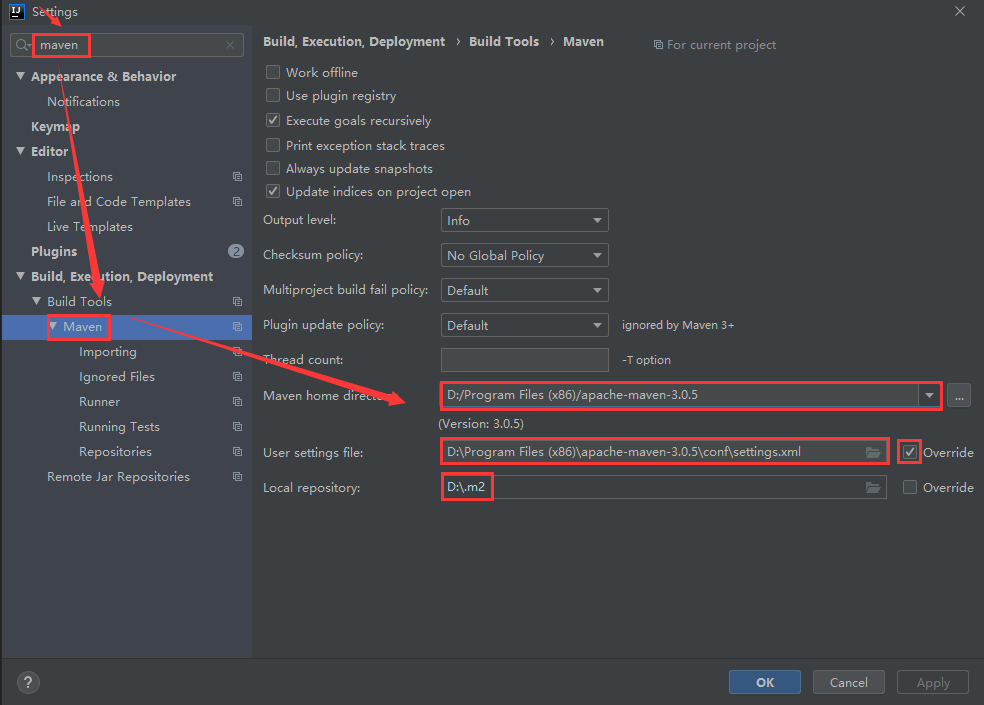 IJ
Settings
maven
Appearance & Behavior
Notifications
Keymap
Editor
Inspections
File and Code Templates
Live Templates
Plugins 2
Build, Execution, Deployment
Build Tools
Maven
Importing
Ignored Files
Runner
Running Tests
Repositories
Remote Jar Repositories
Build, Execution, Deployment › Build Tools › Maven For current project
Work offline
Use plugin registry
Execute goals recursively
Print exception stack traces
Always update snapshots
Update indices on project open
Output level: Info
Checksum policy: No Global Policy
Multiproject build fail policy: Default
Plugin update policy: Default ignored by Maven 3+
Thread count: -T option
Maven home directory: D:/Program Files (x86)/apache-maven-3.0.5 ...
(Version: 3.0.5)
User settings file: D:\Program Files (x86)\apache-maven-3.0.5\conf\settings.xml Override
Local repository: D:\.m2 Override
? OK Cancel Apply